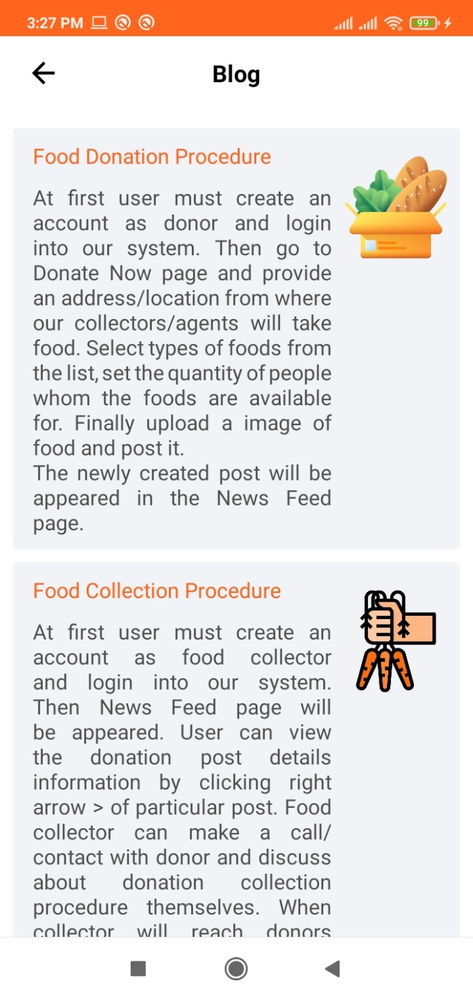 3:27 PM
99
Blog
Food Donation Procedure
At first user must create an
account as donor and login
into our system. Then go to
Donate Now page and provide
an address/location from where
our collectors/agents will take
food. Select types of foods from
the list, set the quantity of people
whom the foods are available
for. Finally upload a image of
food and post it.
The newly created post will be
appeared in the News Feed
page.
Food Collection Procedure
At first user must create an
account as food collector
and login into our system.
Then News Feed page will
be appeared. User can view
the donation post details
information by clicking right
arrow > of particular post. Food
collector can make a call/
contact with donor and discuss
about donation collection
procedure themselves. When
collector will reach donors